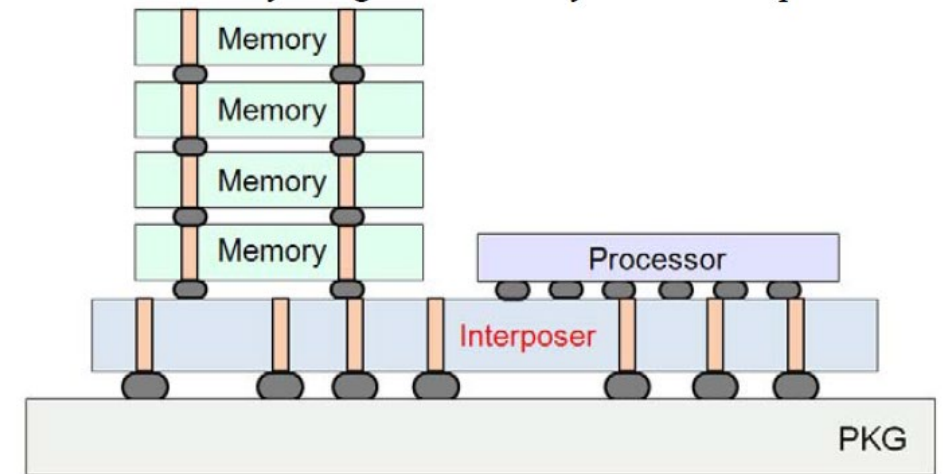 Memory
Memory
Memory
Memory
Processor
Interposer
PKG